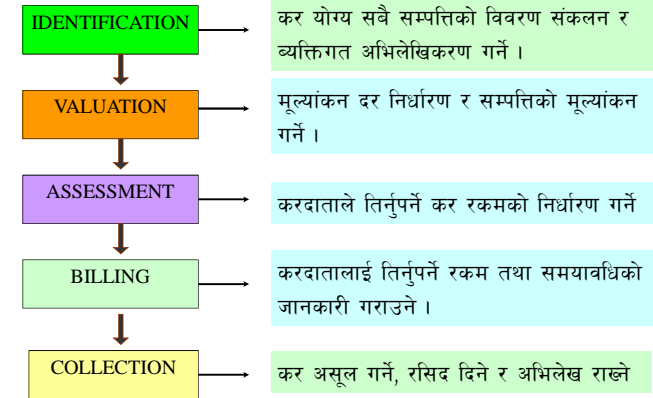 IDENTIFICATION
कर योग्य सबै सम्पत्तिको विवरण संकलन र
व्यक्तिगत अभिलेखिकरण गर्ने ।
VALUATION
मूल्यांकन दर निर्धारण र सम्पत्तिको मूल्यांकन
गर्ने ।
ASSESSMENT
करदाताले तिर्नुपर्ने कर रकमको निर्धारण गर्ने
BILLING
करदातालाई तिर्नुपर्ने रकम तथा समयावधिको
जानकारी गराउने ।
COLLECTION
कर असूल गर्ने, रसिद दिने र अभिलेख राख्ने